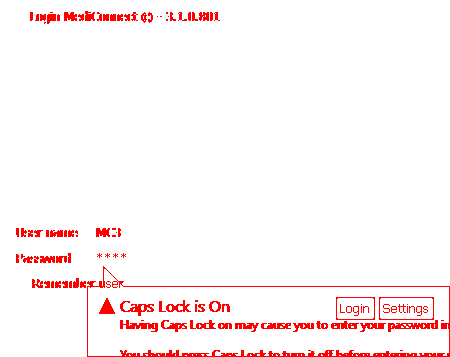 Login MediConnect © - 3.1.0.801
User name MC3
Password ****
Remember user
Caps Lock is On
Login Settings
Having Caps Lock on may cause you to enter your password in
You should press Caps Lock to turn it off before entering your